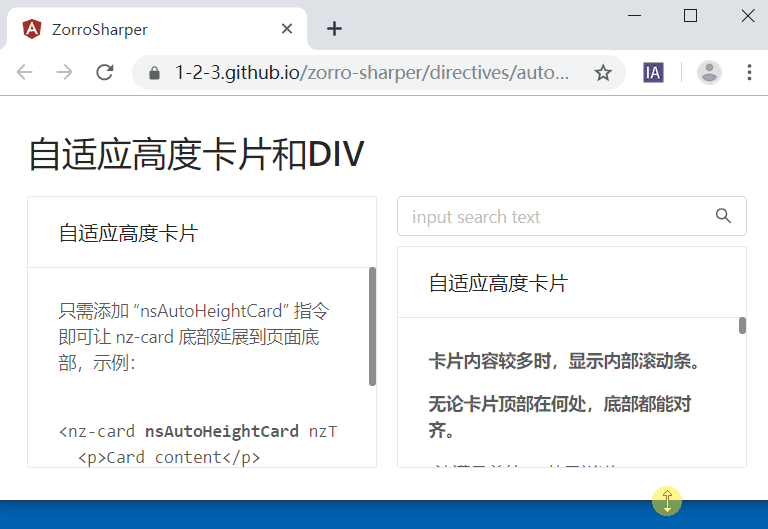 ZorroSharper
1-2-3.github.io/zorro-sharper/directives/auto...
IA
自适应高度卡片和DIV
自适应高度卡片
只需添加 “nsAutoHeightCard” 指令
即可让 nz-card 底部延展到页面底
部，示例：
<nz-card nsAutoHeightCard nzT
<p>Card content</p>
input search text
自适应高度卡片
卡片内容较多时，显示内部滚动条。
无论卡片顶部在何处，底部都能对
齐。